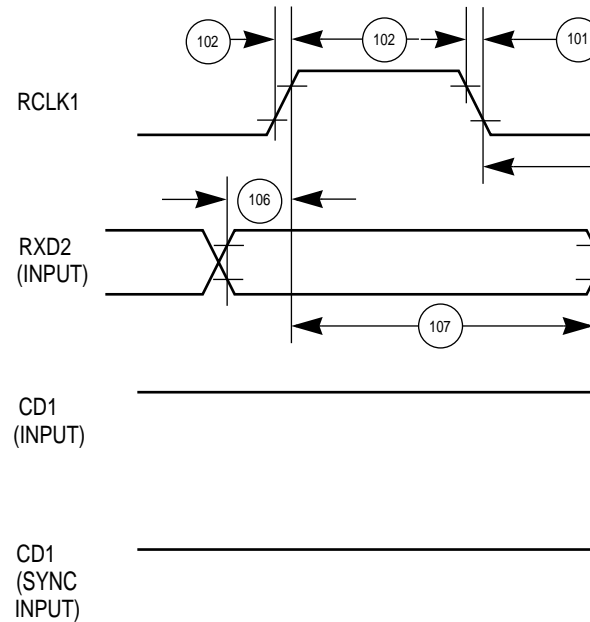 102
102
101
RCLK1
106
RXD2
(INPUT)
107
CD1
(INPUT)
CD1
(SYNC
INPUT)